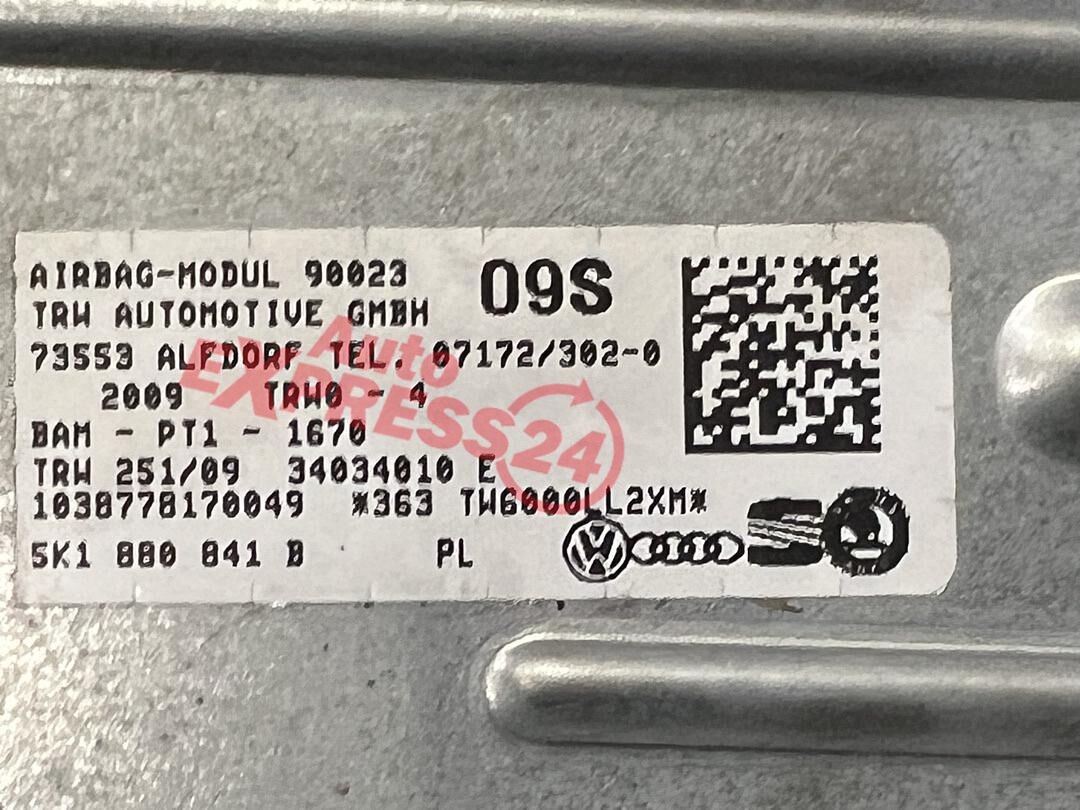 AIRBAG-MODUL 90023 09S
TRW AUTOMOTIVE GMBH
73553 ALFDORF TEL. 07172/302-0
2009 TRW0 - 4
BAM - PT1 - 1670
TRW 251/09 34034010 E
1038778170049 *363 TW6000LL2XM*
5K1 880 841 B PL
Auto
EXPRESS24